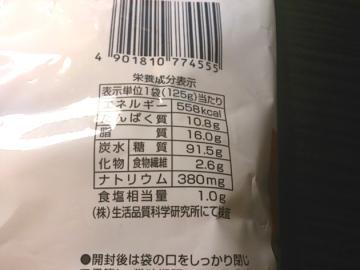 4 901810 774555
栄養成分表示
表示単位1袋(125g)当たり
エネルギー 558kcal
たんぱく質 10.8g
脂質 16.0g
炭水化物 糖質 91.5g
食物繊維 2.6g
ナトリウム 380mg
食塩相当量 1.0g
(株)生活品質科学研究所にて検査
●開封後は袋の口をしっかり閉じ